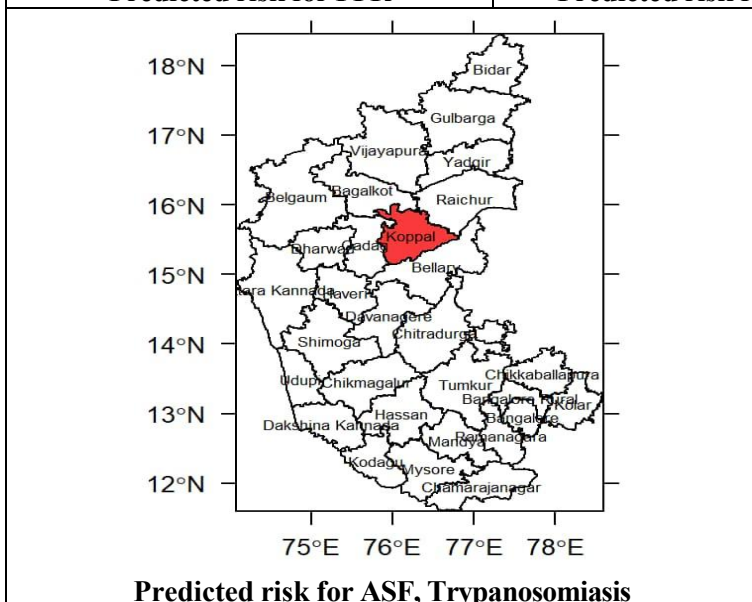 18°N
Bidar
Gulbarga
17°N
Vijayapura
Yadgir
16°N
Bagalkot
Belgaum
Raichur
Koppal
Dharwad
Gadag
15°N
Bellary
tara Kannada
Haveri
Davanagere
14°N
Chitradurga
Shimoga
Chikkaballapura
Udupi
Chikmagalur
Tumkur
Bangalore Rural
Kolar
13°N
Hassan
Bangalore
Dakshina Kannada
Ramanagara
Mandya
Kodagu
Mysore
12°N
Chamarajanagar
75°E 76°E 77°E 78°E
Predicted risk for ASF, Trypanosomiasis